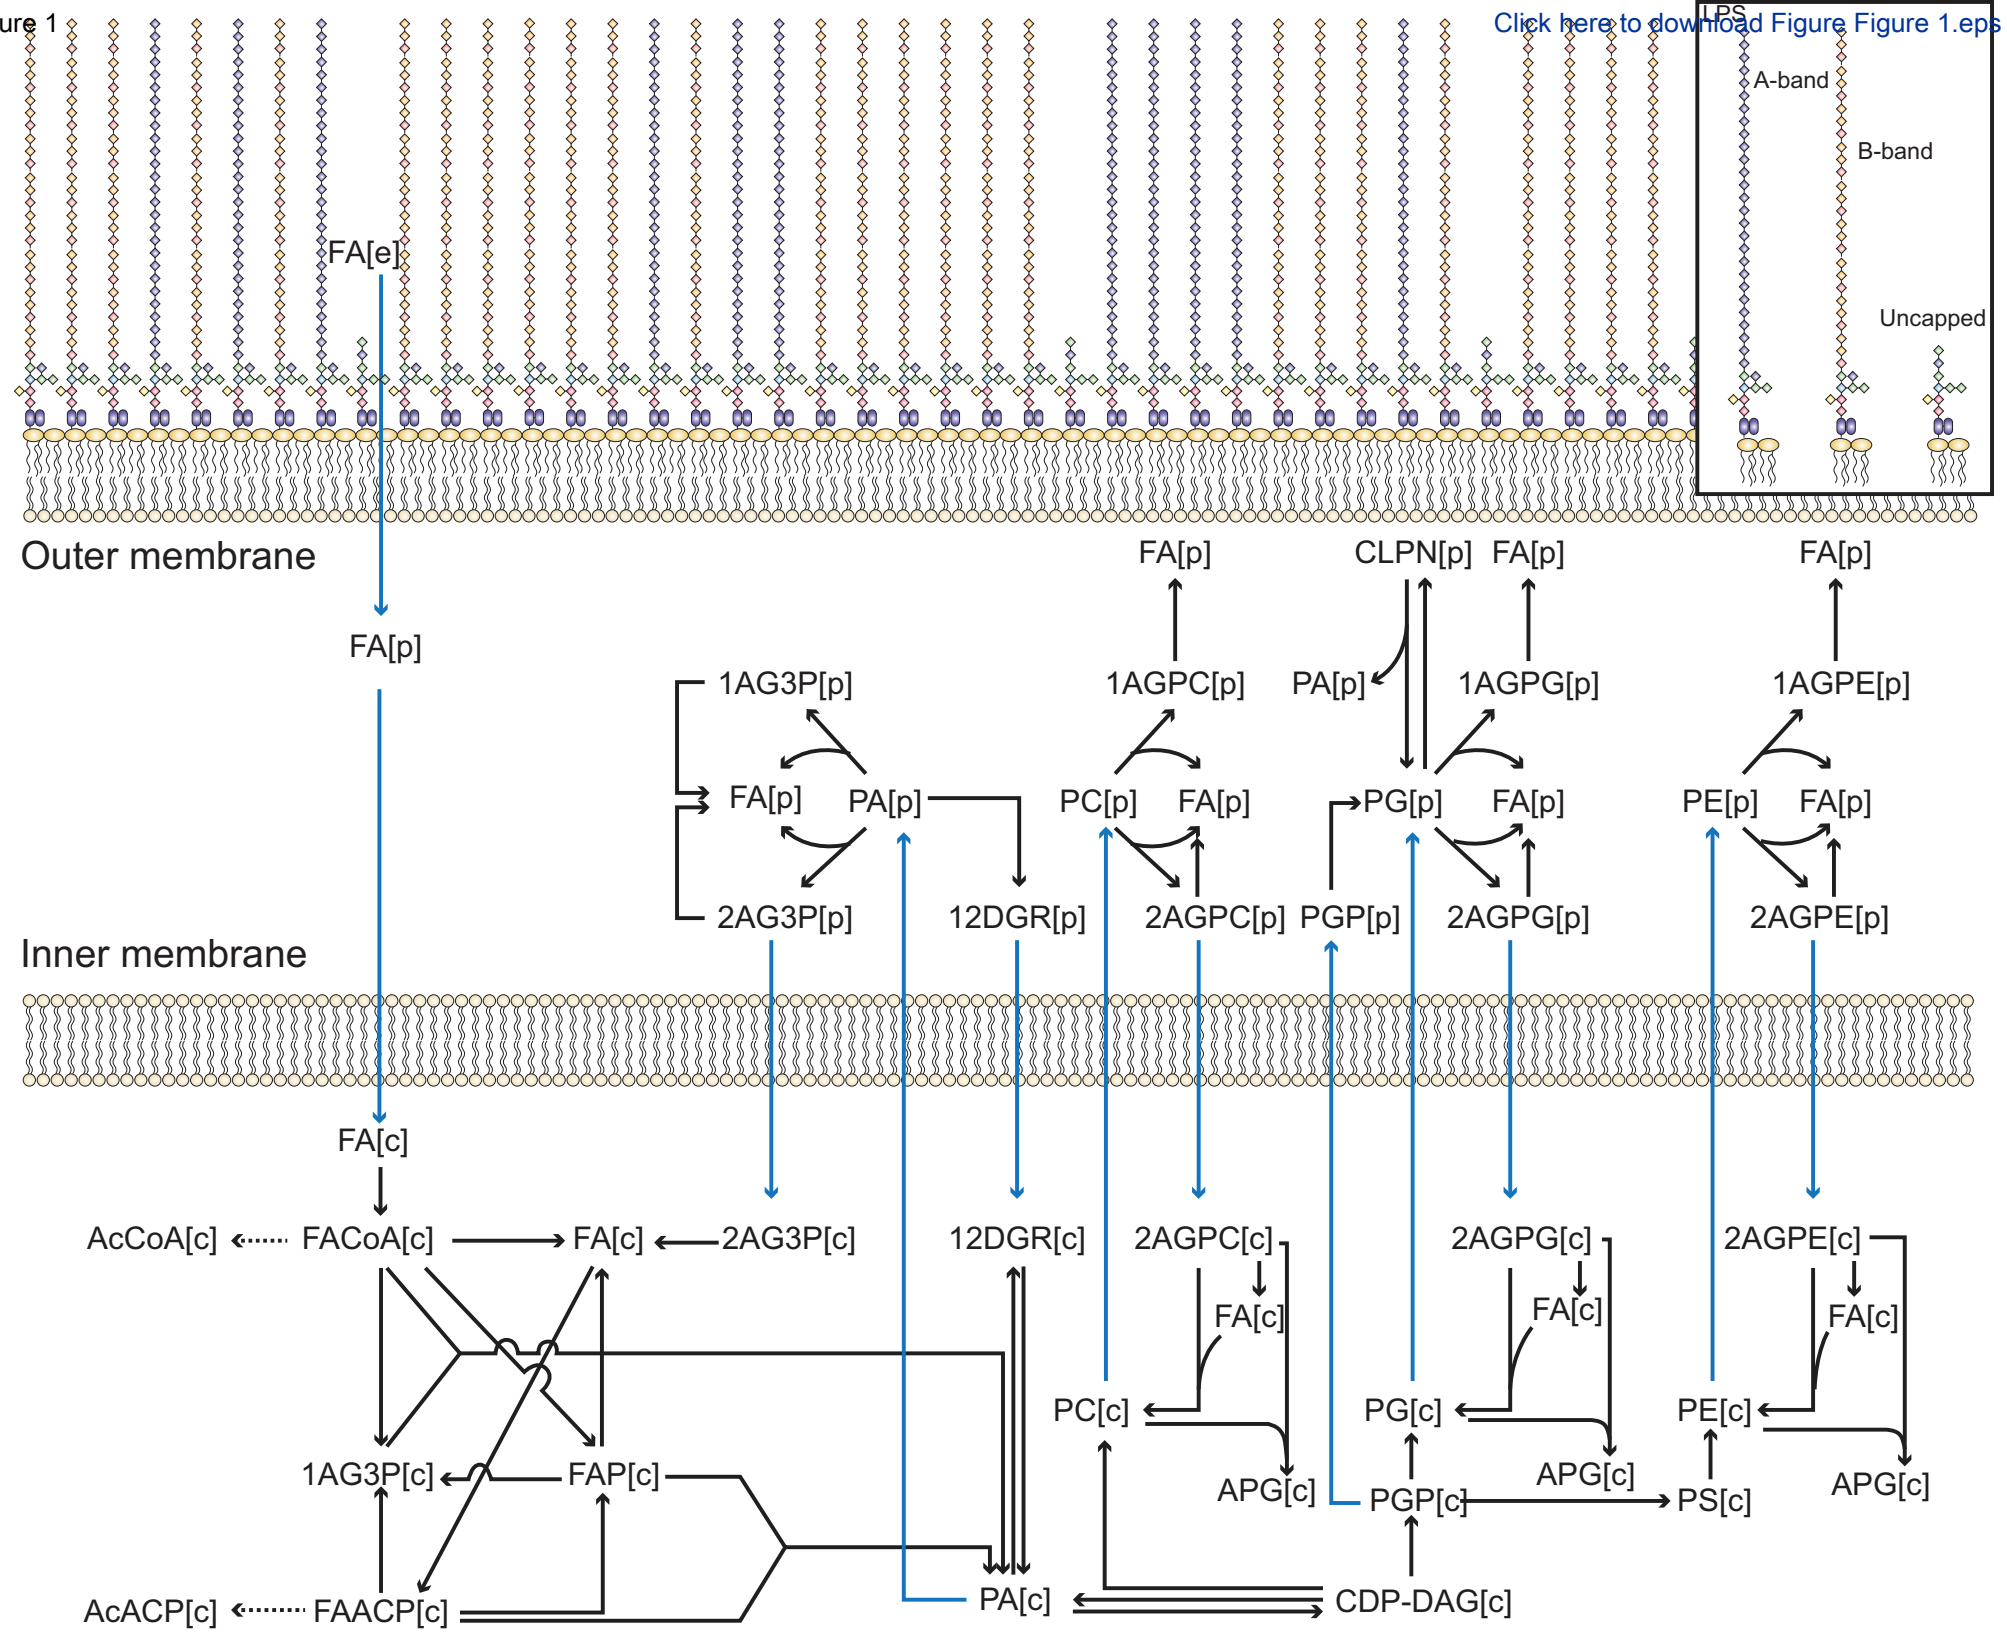 ure 1
Click here to download Figure Figure 1.eps
LPS
A-band
B-band
Uncapped
FA[e]
Outer membrane
FA[p] CLPN[p] FA[p] FA[p]
FA[p]
1AG3P[p] 1AGPC[p] PA[p] 1AGPG[p] 1AGPE[p]
FA[p] PA[p] PC[p] FA[p] PG[p] FA[p] PE[p] FA[p]
2AG3P[p] 12DGR[p] 2AGPC[p] PGP[p] 2AGPG[p] 2AGPE[p]
Inner membrane
FA[c]
AcCoA[c] FACoA[c] FA[c] 2AG3P[c] 12DGR[c] 2AGPC[c] 2AGPG[c] 2AGPE[c]
FA[c] FA[c] FA[c]
PC[c] PG[c] PE[c]
1AG3P[c] FAP[c] APG[c] APG[c] APG[c]
PGP[c] PS[c]
AcACP[c] FAACP[c] PA[c] CDP-DAG[c]